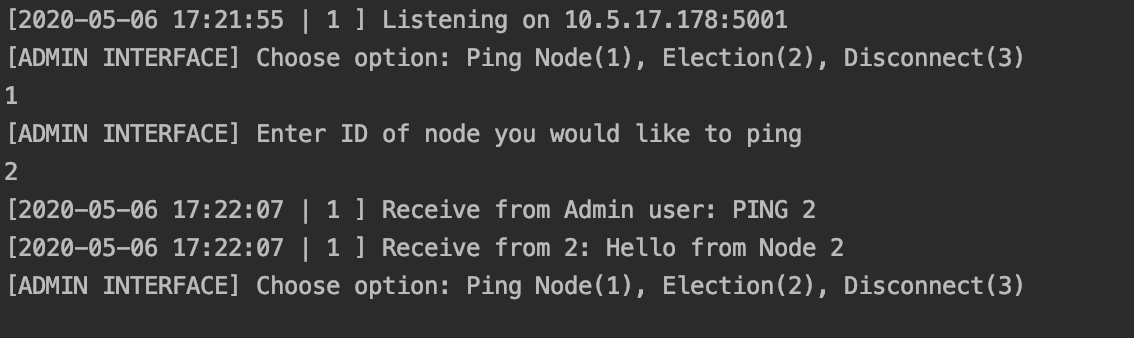 [2020-05-06 17:21:55 | 1 ] Listening on 10.5.17.178:5001
[ADMIN INTERFACE] Choose option: Ping Node(1), Election(2), Disconnect(3)
1
[ADMIN INTERFACE] Enter ID of node you would like to ping
2
[2020-05-06 17:22:07 | 1 ] Receive from Admin user: PING 2
[2020-05-06 17:22:07 | 1 ] Receive from 2: Hello from Node 2
[ADMIN INTERFACE] Choose option: Ping Node(1), Election(2), Disconnect(3)